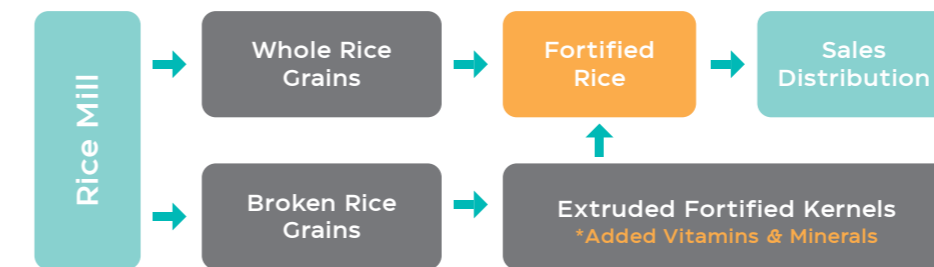 Rice Mill
Whole Rice
Grains
Fortified
Rice
Sales
Distribution
Broken Rice
Grains
Extruded Fortified Kernels
*Added Vitamins & Minerals